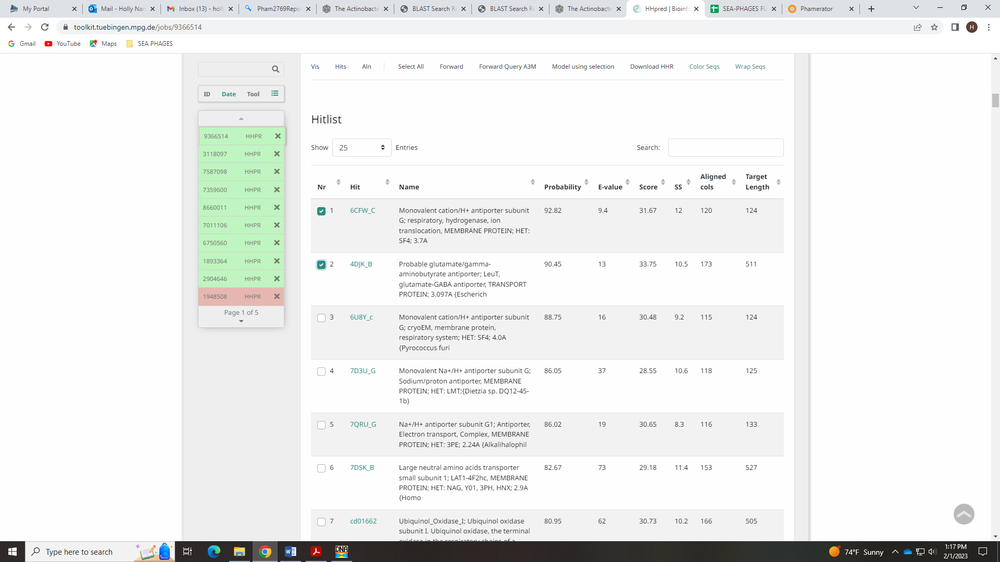 My Portal
Mail - Holly Nan
Inbox (13) - holly
Pham2769Repo
The Actinobacte
BLAST Search Re
BLAST Search Re
The Actinobacte
HHpred | Bioinfo
SEA-PHAGES FU
Phamerator
toolkit.tuebingen.mpg.de/jobs/9366514
H
Gmail
YouTube
Maps
SEA PHAGES
Vis Hits Aln Select All Forward Forward Query A3M Model using selection Download HHR Color Seqs Wrap Seqs
ID Date Tool
9366514 HHPR
3118097 HHPR
7587098 HHPR
7359600 HHPR
8660011 HHPR
7011106 HHPR
6750560 HHPR
1893364 HHPR
2904646 HHPR
1948508 HHPR
Page 1 of 5
Hitlist
Show 25 Entries Search:
Nr Hit Name Probability E-value Score SS Aligned cols Target Length
1 6CFW_C Monovalent cation/H+ antiporter subunit 92.82 9.4 31.67 12 120 124
G; respiratory, hydrogenase, ion
translocation, MEMBRANE PROTEIN; HET:
SF4; 3.7A
2 4DJK_B Probable glutamate/gamma- 90.45 13 33.75 10.5 173 511
aminobutyrate antiporter; LeuT,
glutamate-GABA antiporter, TRANSPORT
PROTEIN; 3.097A {Escherich
3 6U8Y_c Monovalent cation/H+ antiporter subunit 88.75 16 30.48 9.2 115 124
G; cryoEM, membrane protein,
respiratory system; HET: SF4; 4.0A
{Pyrococcus furi
4 7D3U_G Monovalent Na+/H+ antiporter subunit G; 86.05 37 28.55 10.6 118 125
Sodium/proton antiporter, MEMBRANE
PROTEIN; HET: LMT;{Dietzia sp. DQ12-45-
1b}
5 7QRU_G Na+/H+ antiporter subunit G1; Antiporter, 86.02 19 30.65 8.3 116 133
Electron transport, Complex, MEMBRANE
PROTEIN; HET: 3PE; 2.24A {Alkalihalophil
6 7DSK_B Large neutral amino acids transporter 82.67 73 29.18 11.4 153 527
small subunit 1; LAT1-4F2hc, MEMBRANE
PROTEIN; HET: NAG, Y01, 3PH, HNX; 2.9A
{Homo
7 cd01662 Ubiquinol_Oxidase_I; Ubiquinol oxidase 80.95 62 30.73 10.2 166 505
subunit I. Ubiquinol oxidase, the terminal
oxidase in the respiratory chains of a
Type here to search
DNA
74°F Sunny
1:17 PM
2/1/2023